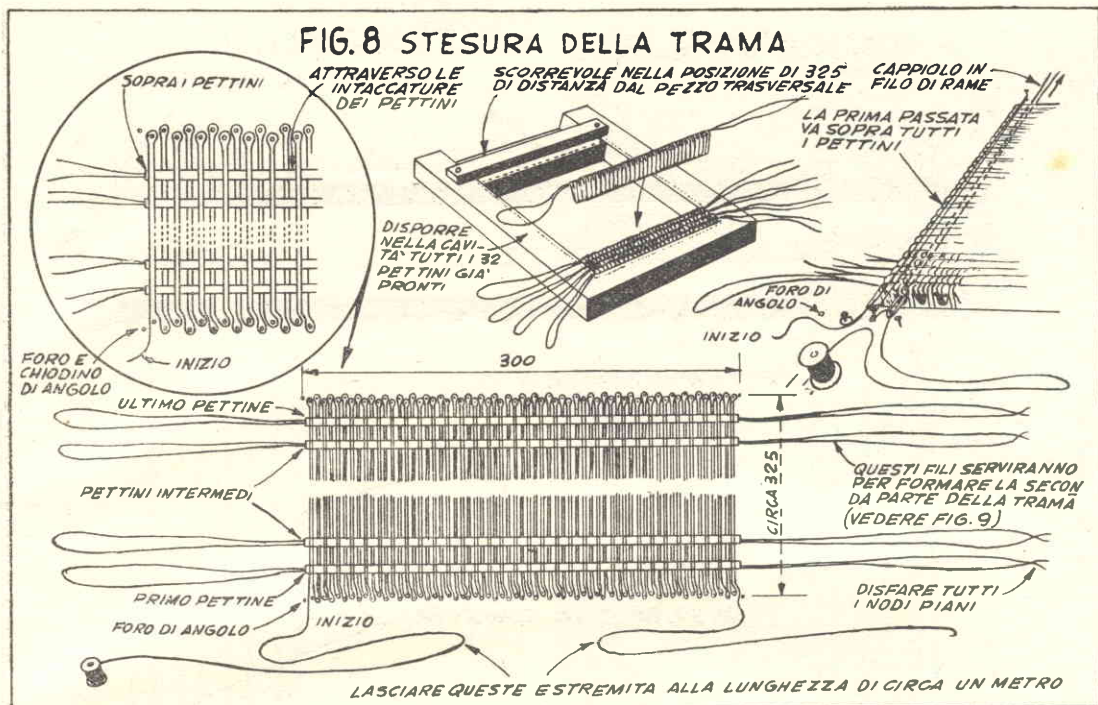 FIG. 8 STESURA DELLA TRAMA
SOPRA I PETTINI
ATTRAVERSO LE
INTACCATURE
DEI PETTINI
SCORREVOLE NELLA POSIZIONE DI 325
DI DISTANZA DAL PEZZO TRASVERSALE
CAPPIOLO IN
FILO DI RAME
LA PRIMA PASSATA
VA SOPRA TUTTI
I PETTINI
DISPORRE
NELLA CAVI-
TA' TUTTI I 32
PETTINI GIA'
PRONTI
FORO DI
ANGOLO
INIZIO
INIZIO
FORO E
CHIODINO
DI ANGOLO
300
ULTIMO PETTINE
PETTINI INTERMEDI
CIRCA 325
QUESTI FILI SERVIRANNO
PER FORMARE LA SECON
DA PARTE DELLA TRAMA
(VEDERE FIG. 9)
PRIMO PETTINE
FORO DI ANGOLO
INIZIO
DISFARE TUTTI
I NODI PIANI
LASCIARE QUESTE ESTREMITA ALLA LUNGHEZZA DI CIRCA UN METRO